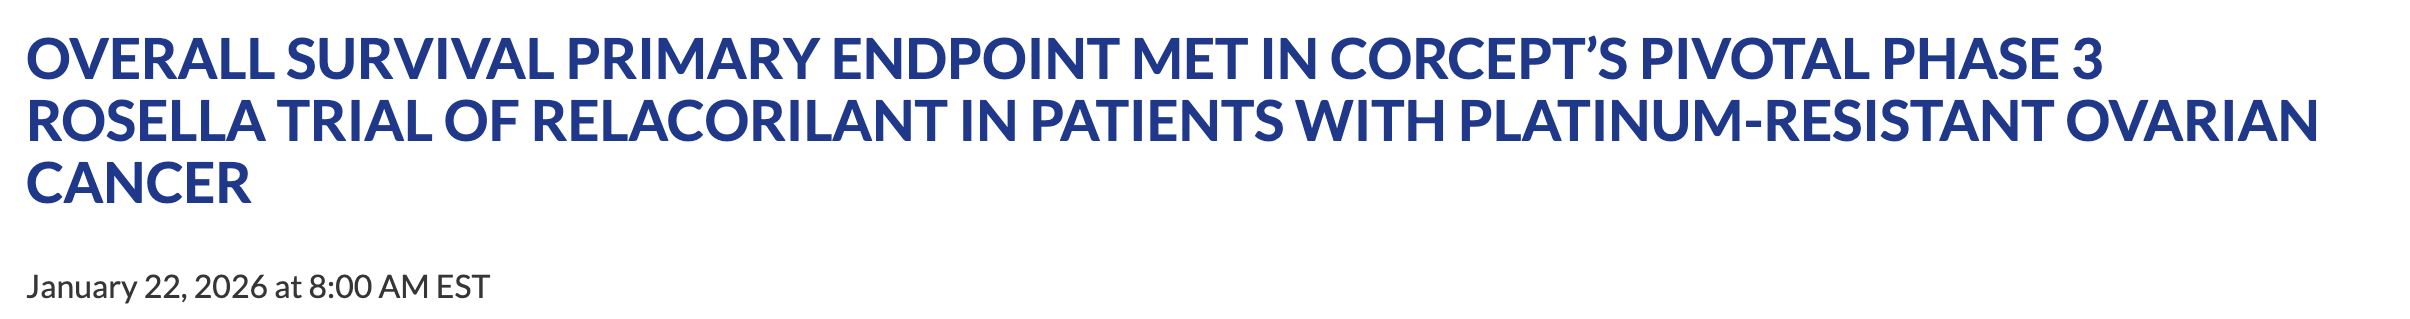 OVERALL SURVIVAL PRIMARY ENDPOINT MET IN CORCEPT’S PIVOTAL PHASE 3
ROSELLA TRIAL OF RELACORILANT IN PATIENTS WITH PLATINUM-RESISTANT OVARIAN
CANCER
January 22, 2026 at 8:00 AM EST